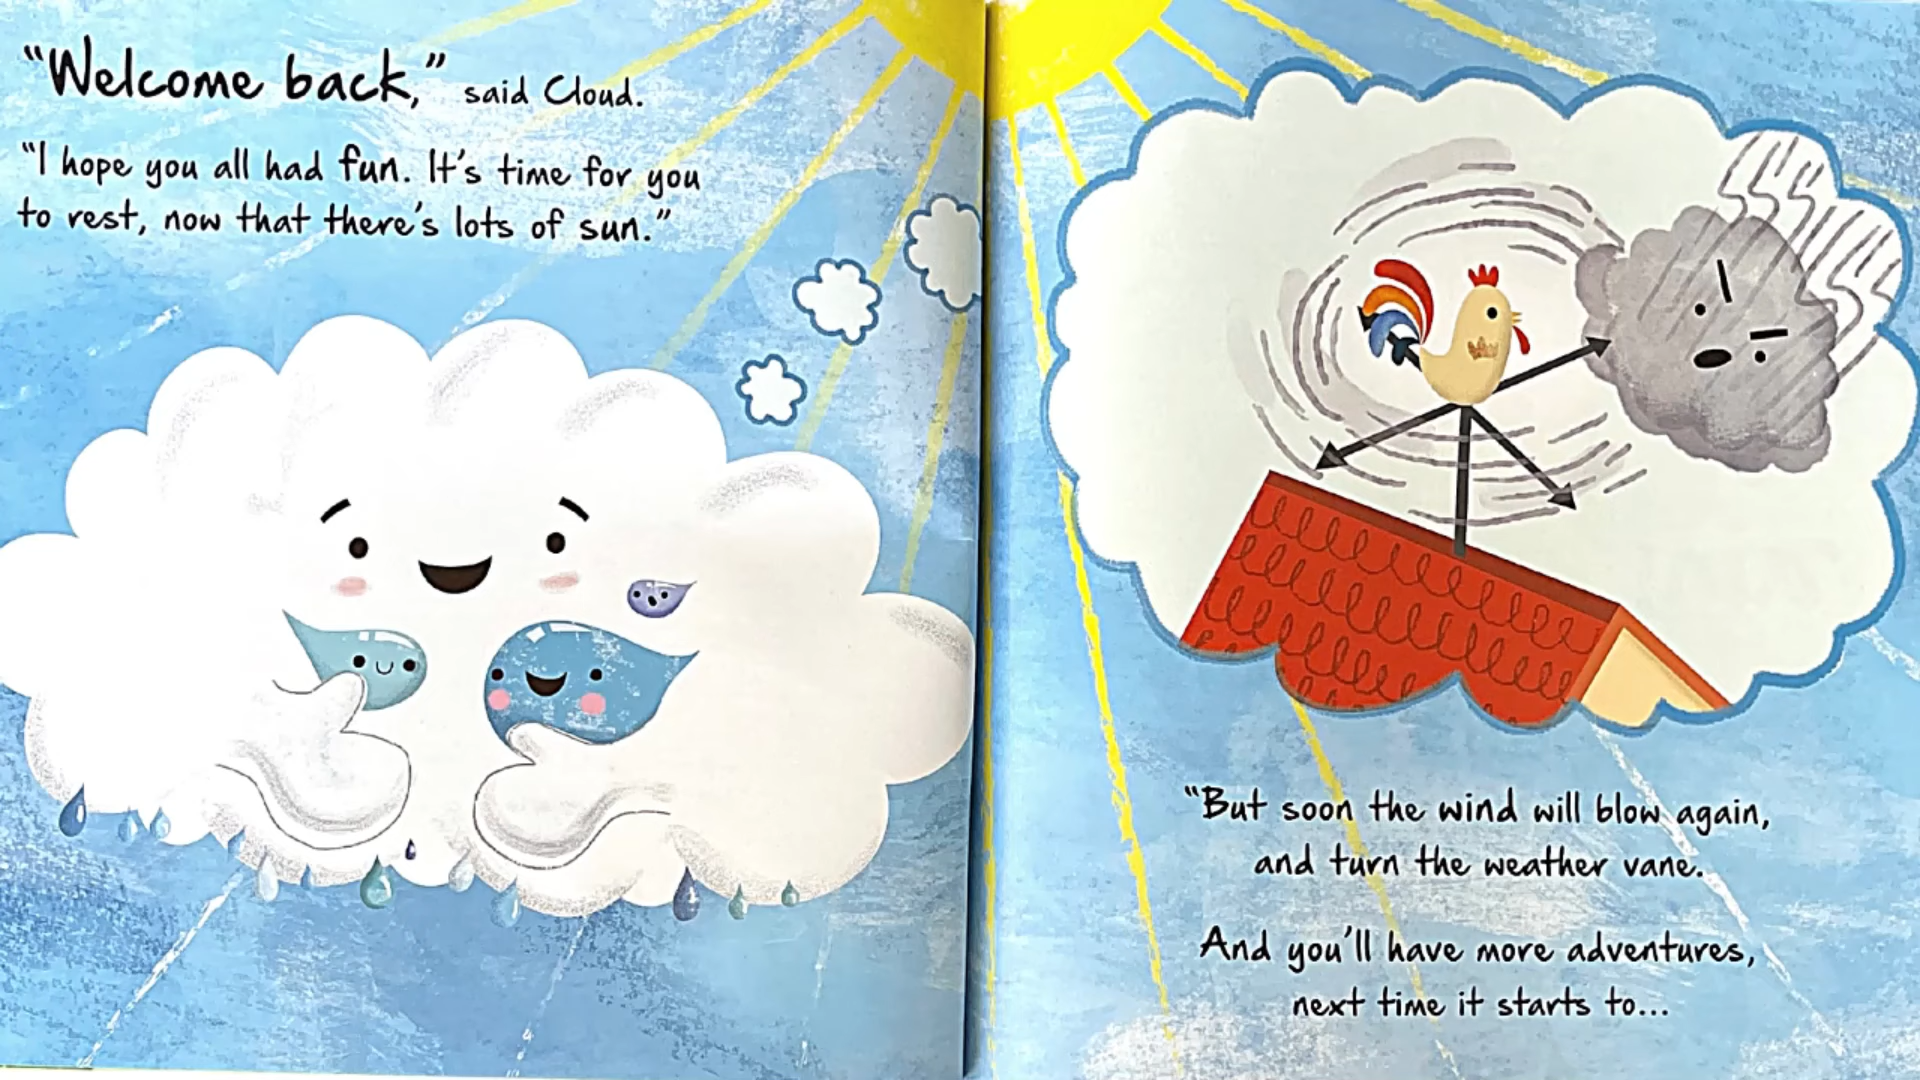 "Welcome back," said Cloud.
"I hope you all had fun. It's time for you
to rest, now that there's lots of sun."
"But soon the wind will blow again,
and turn the weather vane.
And you'll have more adventures,
next time it starts to...